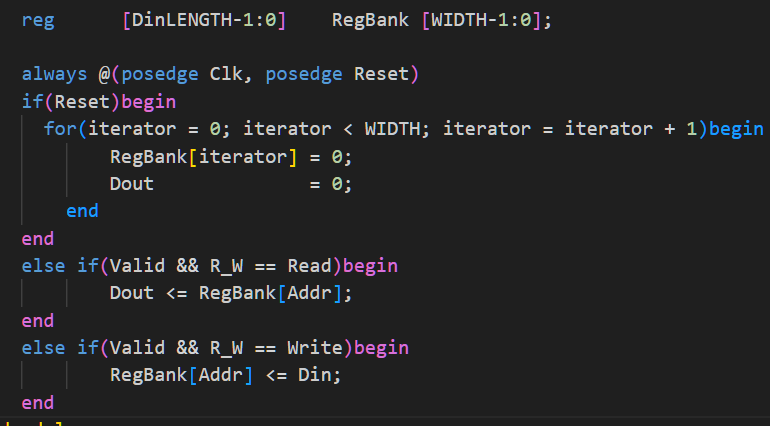 reg [DinLENGTH-1:0] RegBank [WIDTH-1:0];
always @(posedge Clk, posedge Reset)
if(Reset)begin
for(iterator = 0; iterator < WIDTH; iterator = iterator + 1)begin
RegBank[iterator] = 0;
Dout = 0;
end
end
else if(Valid && R_W == Read)begin
Dout <= RegBank[Addr];
end
else if(Valid && R_W == Write)begin
RegBank[Addr] <= Din;
end